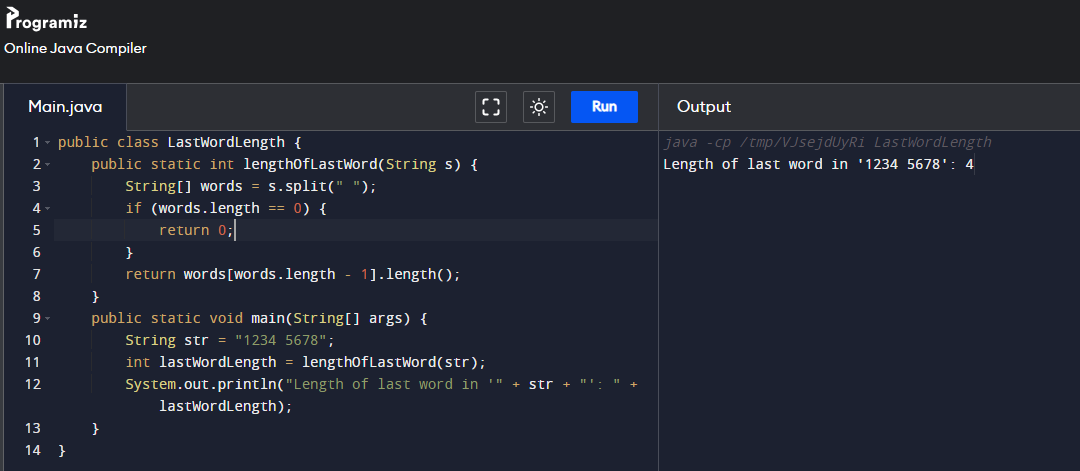 Programiz
Online Java Compiler
Main.java
Run
Output
1 public class LastWordLength {
2     public static int lengthOfLastWord(String s) {
3         String[] words = s.split(" ");
4         if (words.length == 0) {
5             return 0;
6         }
7         return words[words.length - 1].length();
8     }
9     public static void main(String[] args) {
10         String str = "1234 5678";
11         int lastWordLength = lengthOfLastWord(str);
12         System.out.println("Length of last word in '" + str + "': " +
            lastWordLength);
13     }
14 }
java -cp /tmp/VJsejdUyRi LastWordLength
Length of last word in '1234 5678': 4